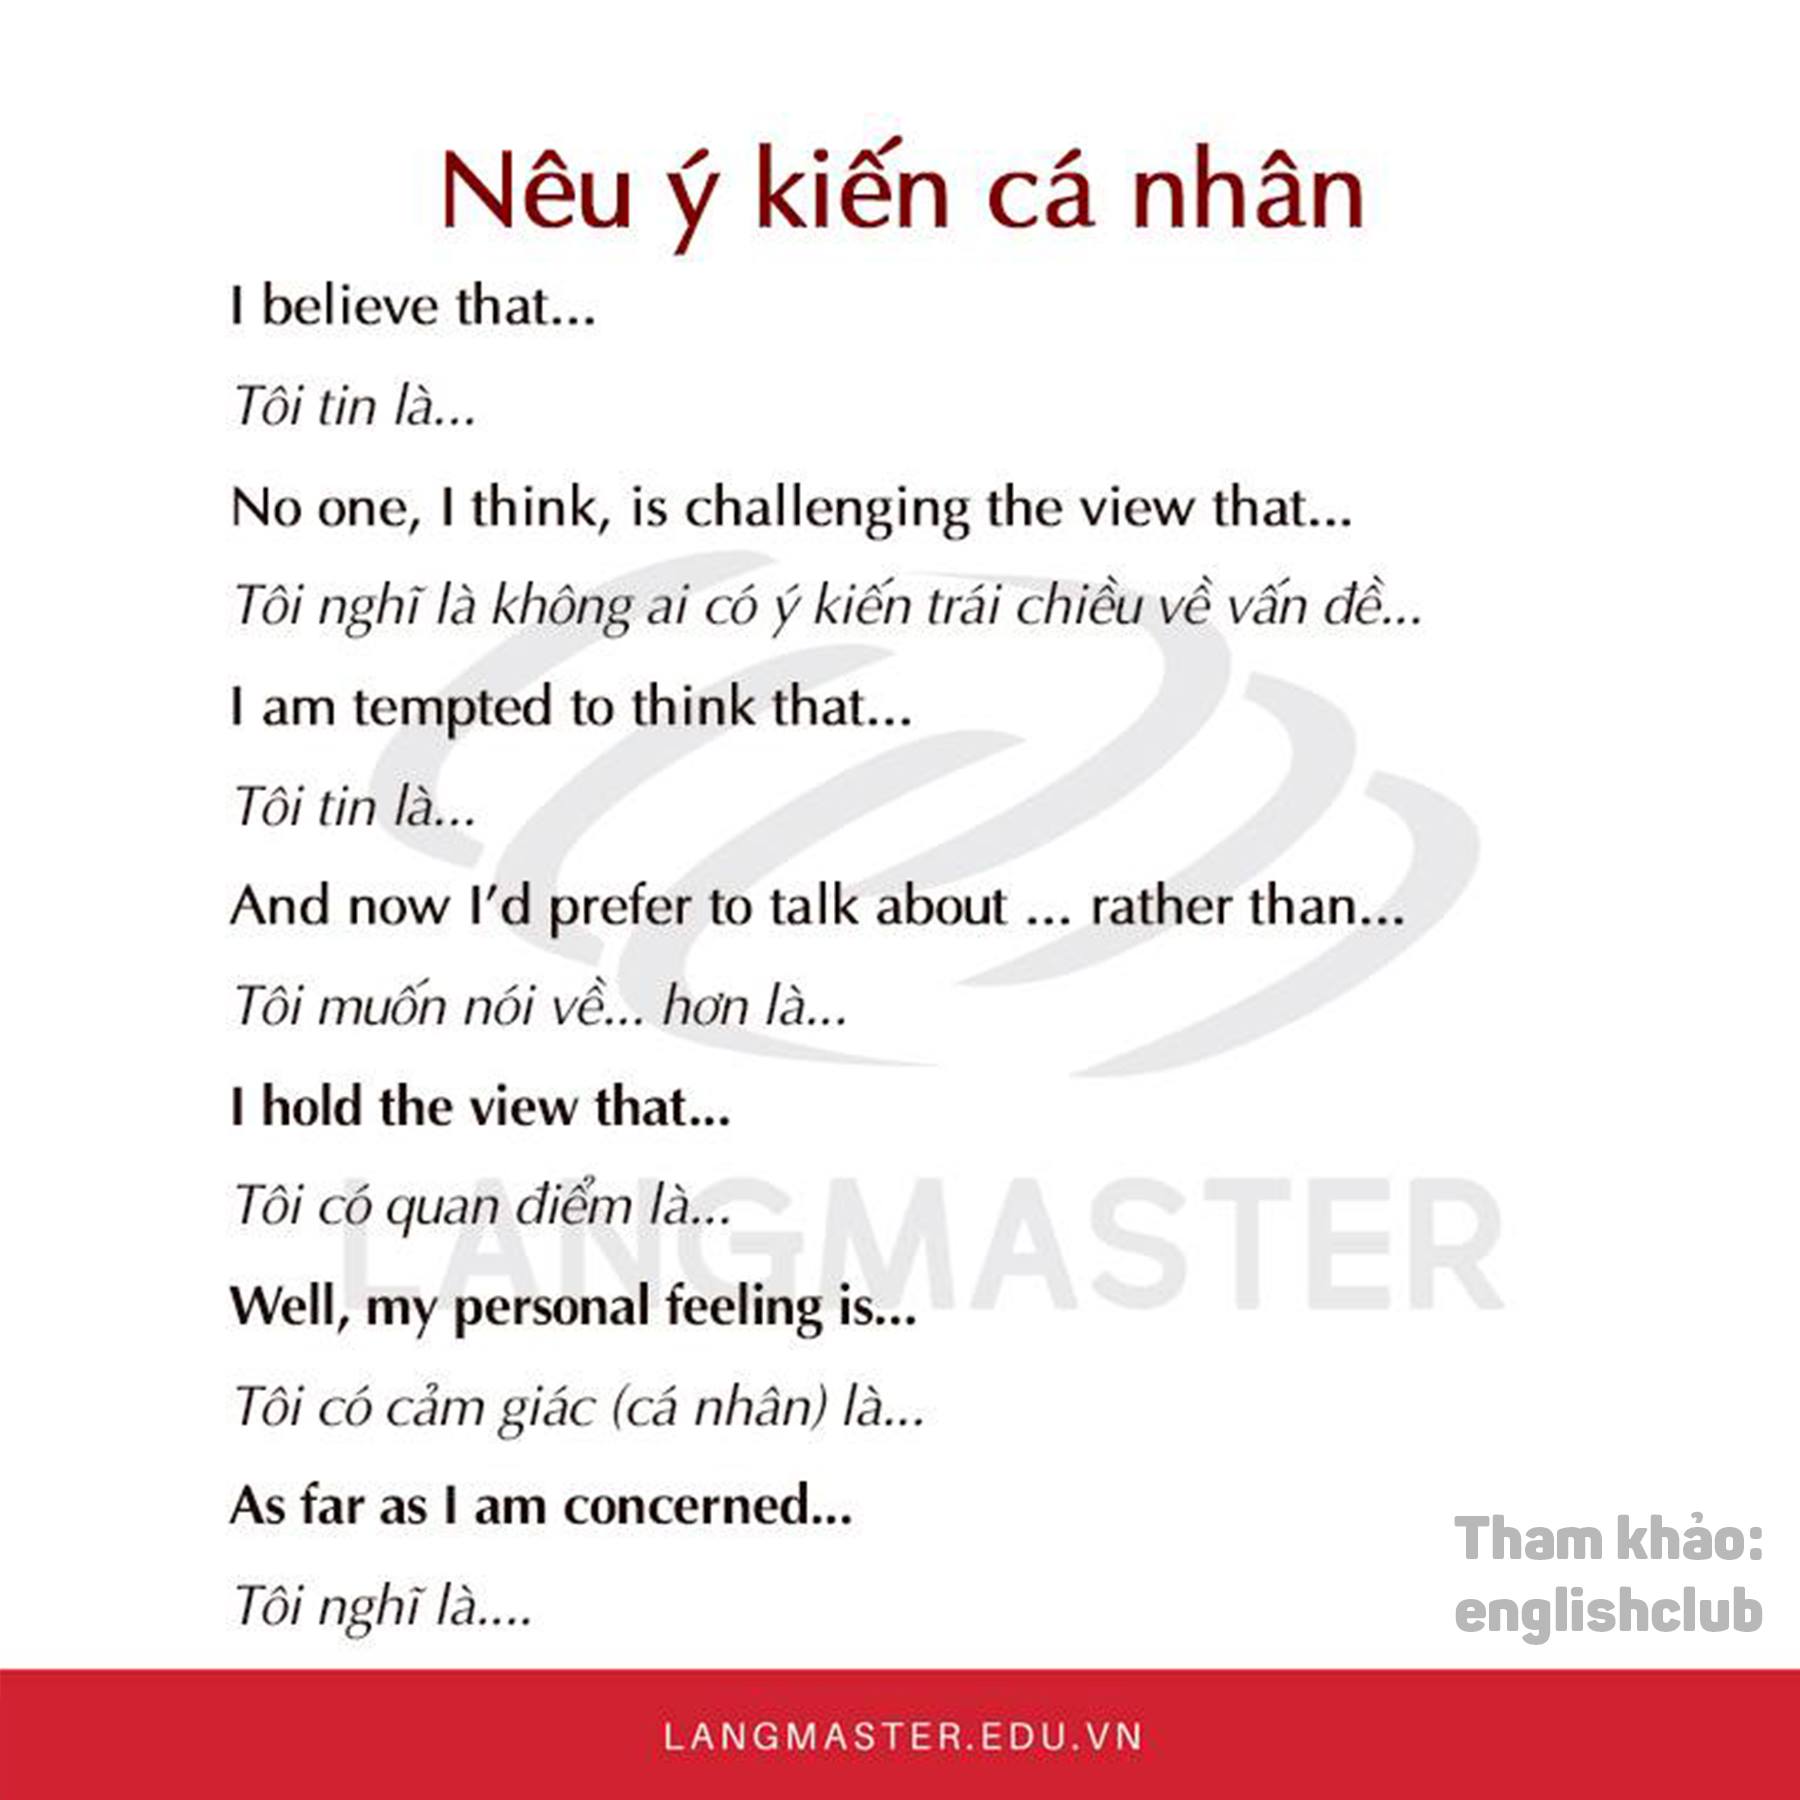 Nêu ý kiến cá nhân
I believe that...
Tôi tin là...
No one, I think, is challenging the view that...
Tôi nghĩ là không ai có ý kiến trái chiều về vấn đề...
I am tempted to think that...
Tôi tin là...
And now I’d prefer to talk about ... rather than...
Tôi muốn nói về... hơn là...
I hold the view that...
Tôi có quan điểm là...
LANGMASTER
Well, my personal feeling is...
Tôi có cảm giác (cá nhân) là...
As far as I am concerned...
Tôi nghĩ là....
Tham khảo:
englishclub
LANGMASTER.EDU.VN